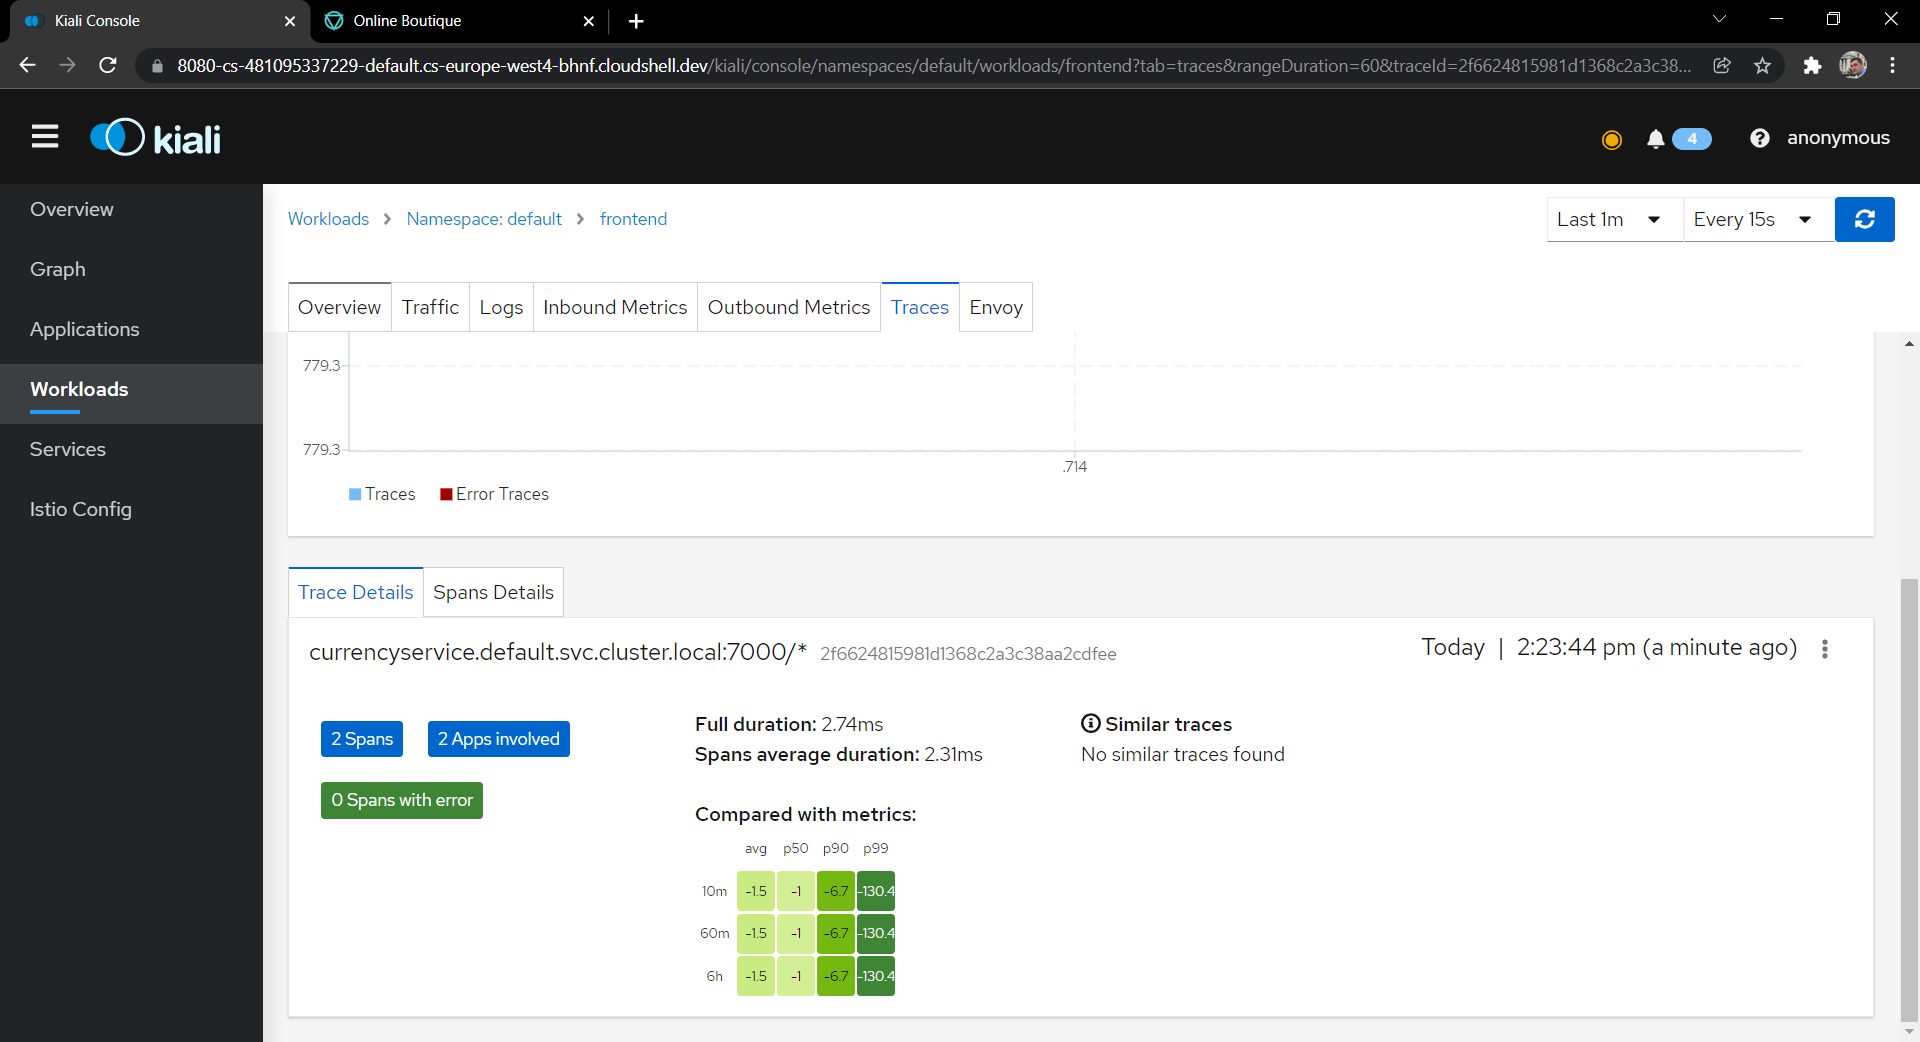 Kiali Console
Online Boutique
8080-cs-481095337229-default.cs-europe-west4-bhnf.cloudshell.dev/kiali/console/namespaces/default/workloads/frontend?tab=traces&rangeDuration=60&traceId=2f6624815981d1368c2a3c38...
kiali
4
anonymous
Overview
Graph
Applications
Workloads
Services
Istio Config
Workloads > Namespace: default > frontend
Last 1m
Every 15s
Overview
Traffic
Logs
Inbound Metrics
Outbound Metrics
Traces
Envoy
779.3
779.3
.714
Traces
Error Traces
Trace Details
Spans Details
currencyservice.default.svc.cluster.local:7000/* 2f6624815981d1368c2a3c38aa2cdfee
Today | 2:23:44 pm (a minute ago)
2 Spans
2 Apps involved
0 Spans with error
Full duration: 2.74ms
Spans average duration: 2.31ms
Compared with metrics:
avg p50 p90 p99
10m -1.5 -1 -6.7 -130.4
60m -1.5 -1 -6.7 -130.4
6h -1.5 -1 -6.7 -130.4
Similar traces
No similar traces found